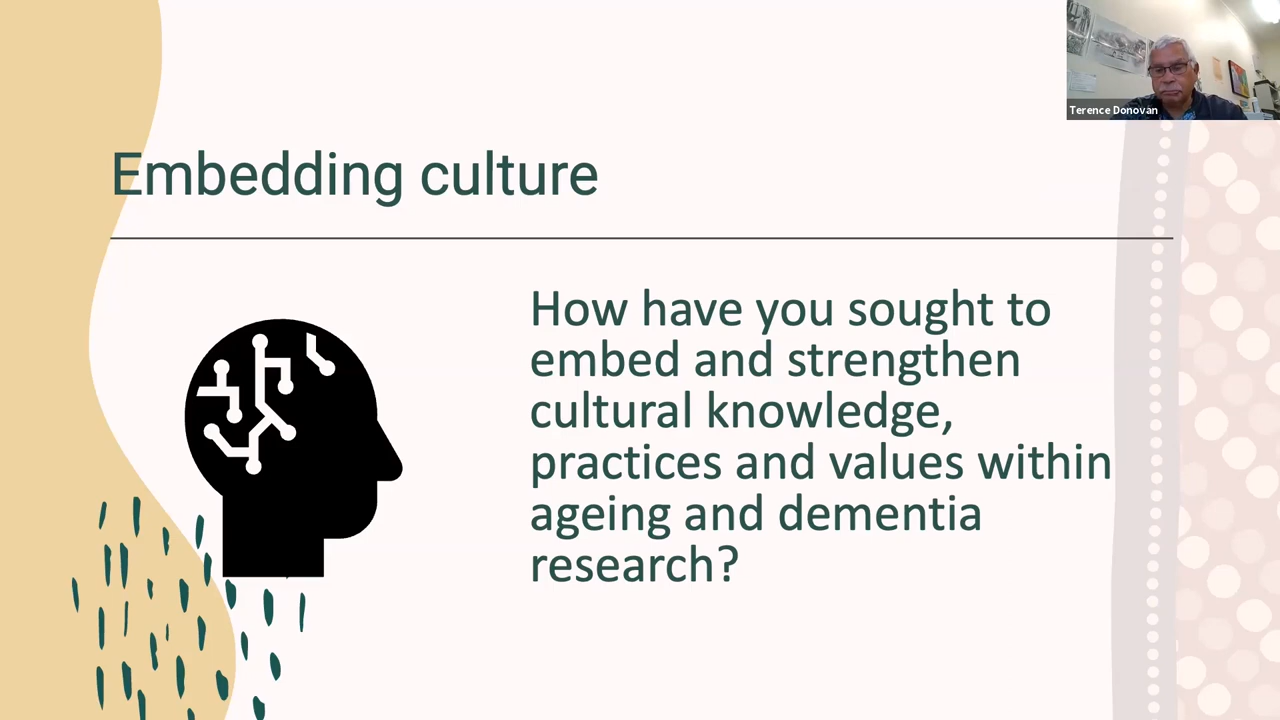 Terence Donovan
Embedding culture
How have you sought to
embed and strengthen
cultural knowledge,
practices and values within
ageing and dementia
research?